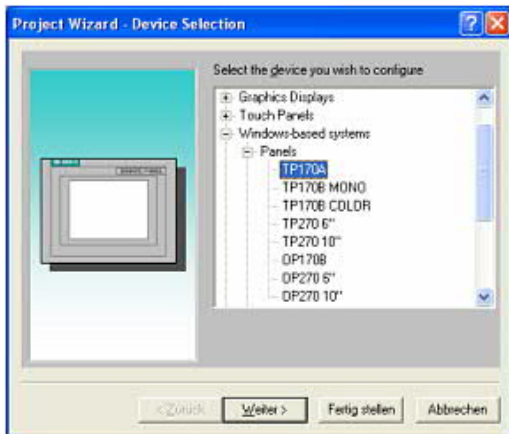 Project Wizard - Device Selection
Select the device you wish to configure
Graphics Displays
Touch Panels
Windows-based systems
Panels
TP170A
TP170B MONO
TP170B COLOR
TP270 6"
TP270 10"
OP170B
OP270 6"
OP270 10"
< Zurück
Weiter >
Fertig stellen
Abbrechen